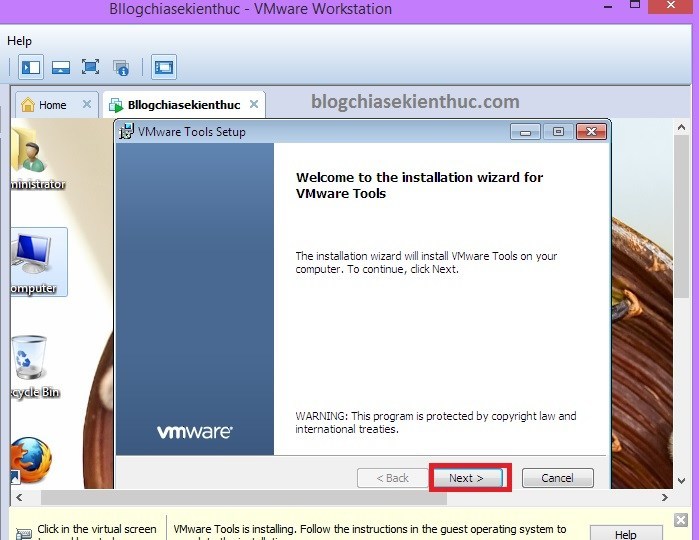 Bllogchiasekienthuc - VMware Workstation
Help
Home
Bllogchiasekienthuc
blogchiasekienthuc.com
VMware Tools Setup
ministrator
Welcome to the installation wizard for
VMware Tools
The installation wizard will install VMware Tools on your
computer. To continue, click Next.
omputer
ecycle Bin
WARNING: This program is protected by copyright law and
international treaties.
vmware
< Back
Next >
Cancel
Click in the virtual screen
VMware Tools is installing. Follow the instructions in the guest operating system to
Help